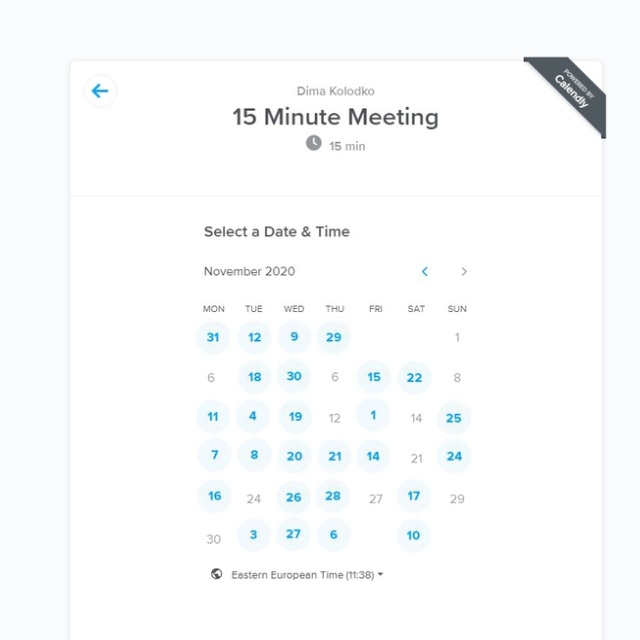 POWERED BY
Calendly
Dima Kolodko
15 Minute Meeting
15 min
Select a Date & Time
November 2020
MON TUE WED THU FRI SAT SUN
31 12 9 29 1
6 18 30 6 15 22 8
11 4 19 12 1 14 25
7 8 20 21 14 21 24
16 24 26 28 27 17 29
30 3 27 6 10
Eastern European Time (11:38)